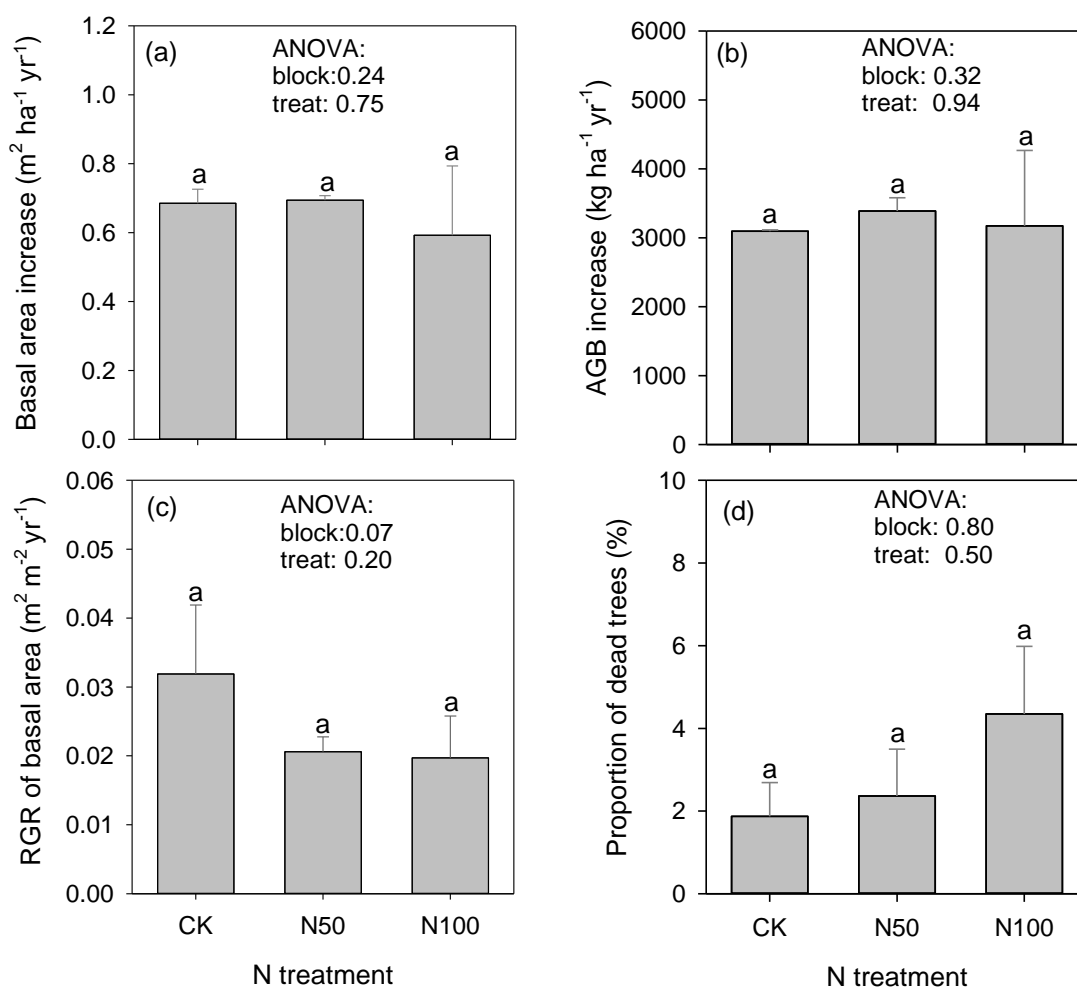 (a)
ANOVA:
block:0.24
treat: 0.75
Basal area increase (m² ha⁻¹ yr⁻¹)
1.2
1.0
0.8
0.6
0.4
0.2
0.0
a
a
a
(b)
ANOVA:
block: 0.32
treat: 0.94
AGB increase (kg ha⁻¹ yr⁻¹)
6000
5000
4000
3000
2000
1000
0
a
a
a
(c)
ANOVA:
block:0.07
treat: 0.20
RGR of basal area (m² m⁻² yr⁻¹)
0.06
0.05
0.04
0.03
0.02
0.01
0.00
a
a
a
CK N50 N100
N treatment
(d)
ANOVA:
block: 0.80
treat: 0.50
Proportion of dead trees (%)
10
8
6
4
2
0
a
a
a
CK N50 N100
N treatment